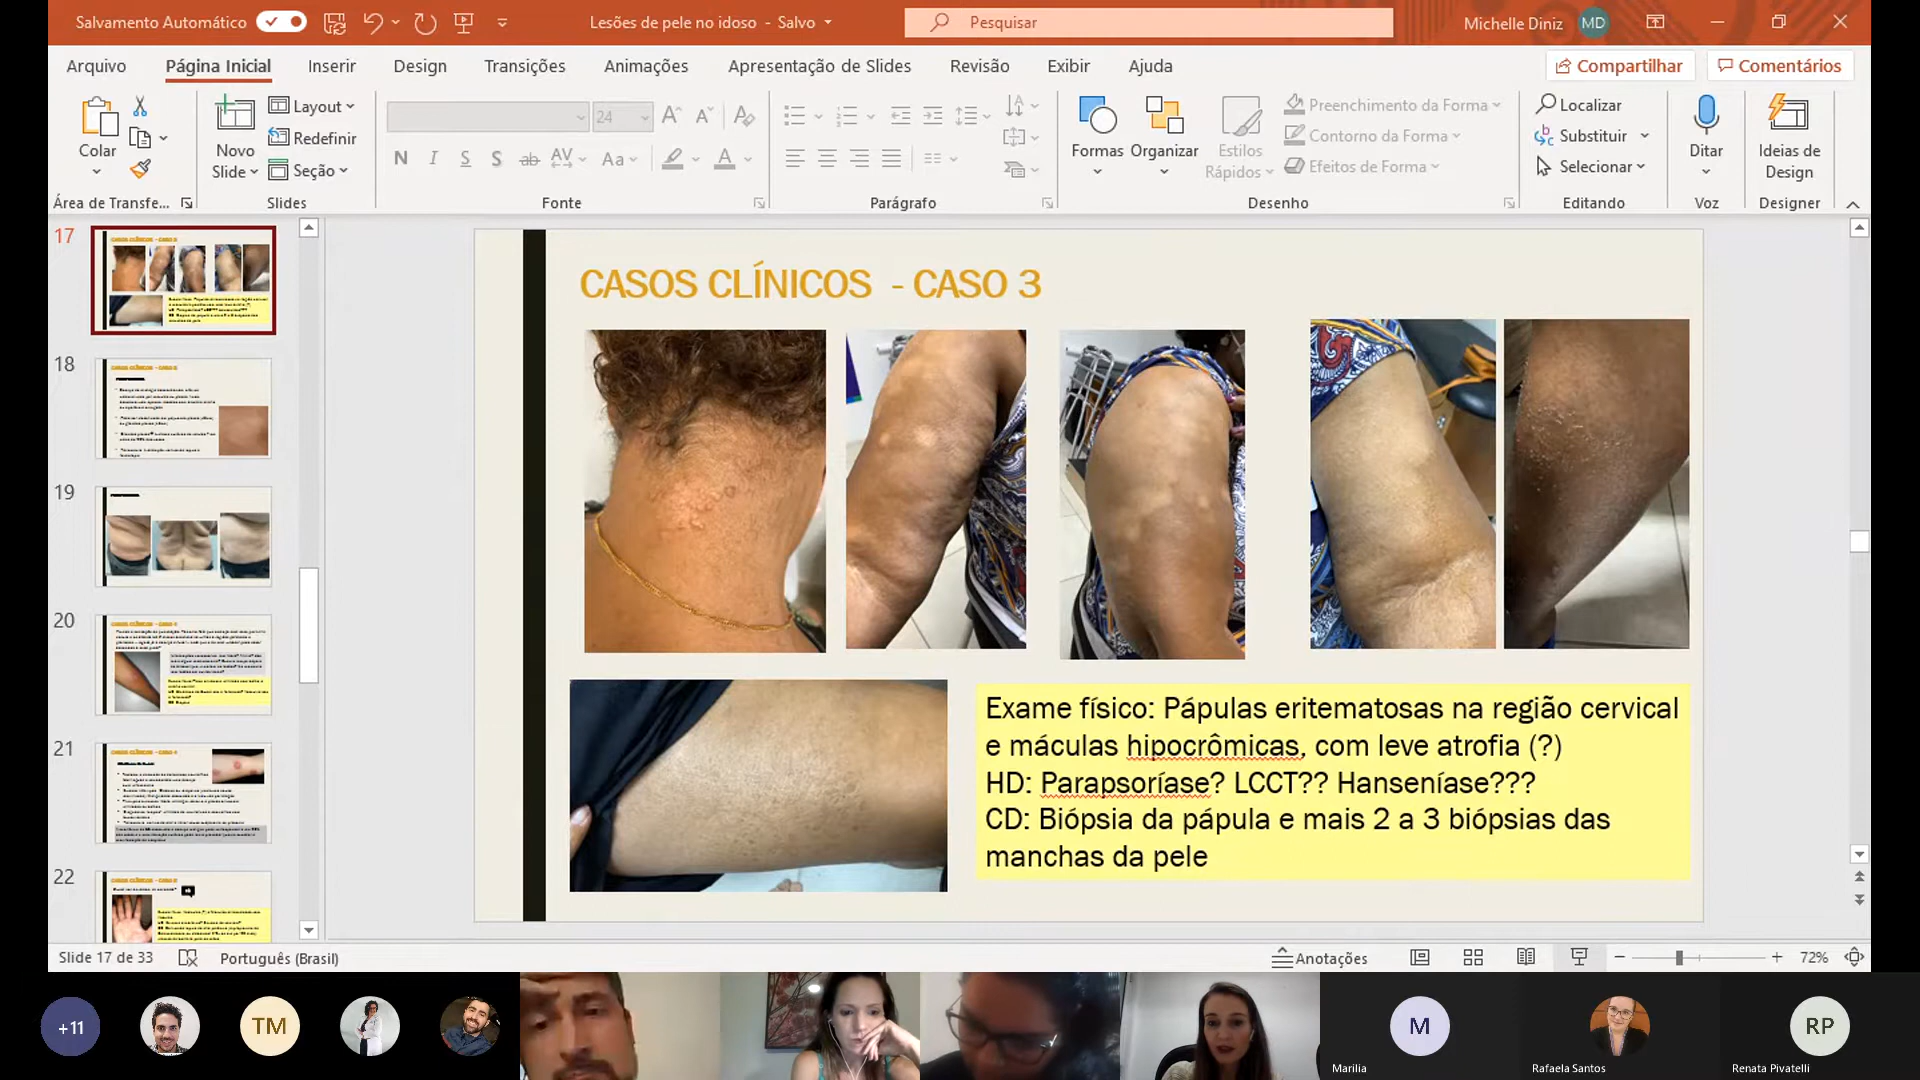 Salvamento Automático
Lesões de pele no idoso - Salvo
Pesquisar
Michelle Diniz
MD
Arquivo
Página Inicial
Inserir
Design
Transições
Animações
Apresentação de Slides
Revisão
Exibir
Ajuda
Compartilhar
Comentários
Colar
Novo
Slide
Layout
Redefinir
Seção
24
N I S S ab AV Aa A
Formas
Organizar
Estilos
Rápidos
Preenchimento da Forma
Contorno da Forma
Efeitos de Forma
Localizar
Substituir
Selecionar
Ditar
Ideias de
Design
Área de Transfe...
Slides
Fonte
Parágrafo
Desenho
Editando
Voz
Designer
17
18
19
20
21
22
CASOS CLÍNICOS - CASO 3
Exame físico: Pápulas eritematosas na região cervical
e máculas hipocrômicas, com leve atrofia (?)
HD: Parapsoríase? LCCT?? Hanseníase???
CD: Biópsia da pápula e mais 2 a 3 biópsias das
manchas da pele
Slide 17 de 33
Português (Brasil)
Anotações
72%
+11
TM
M
Marilia
Rafaela Santos
RP
Renata Pivatelli